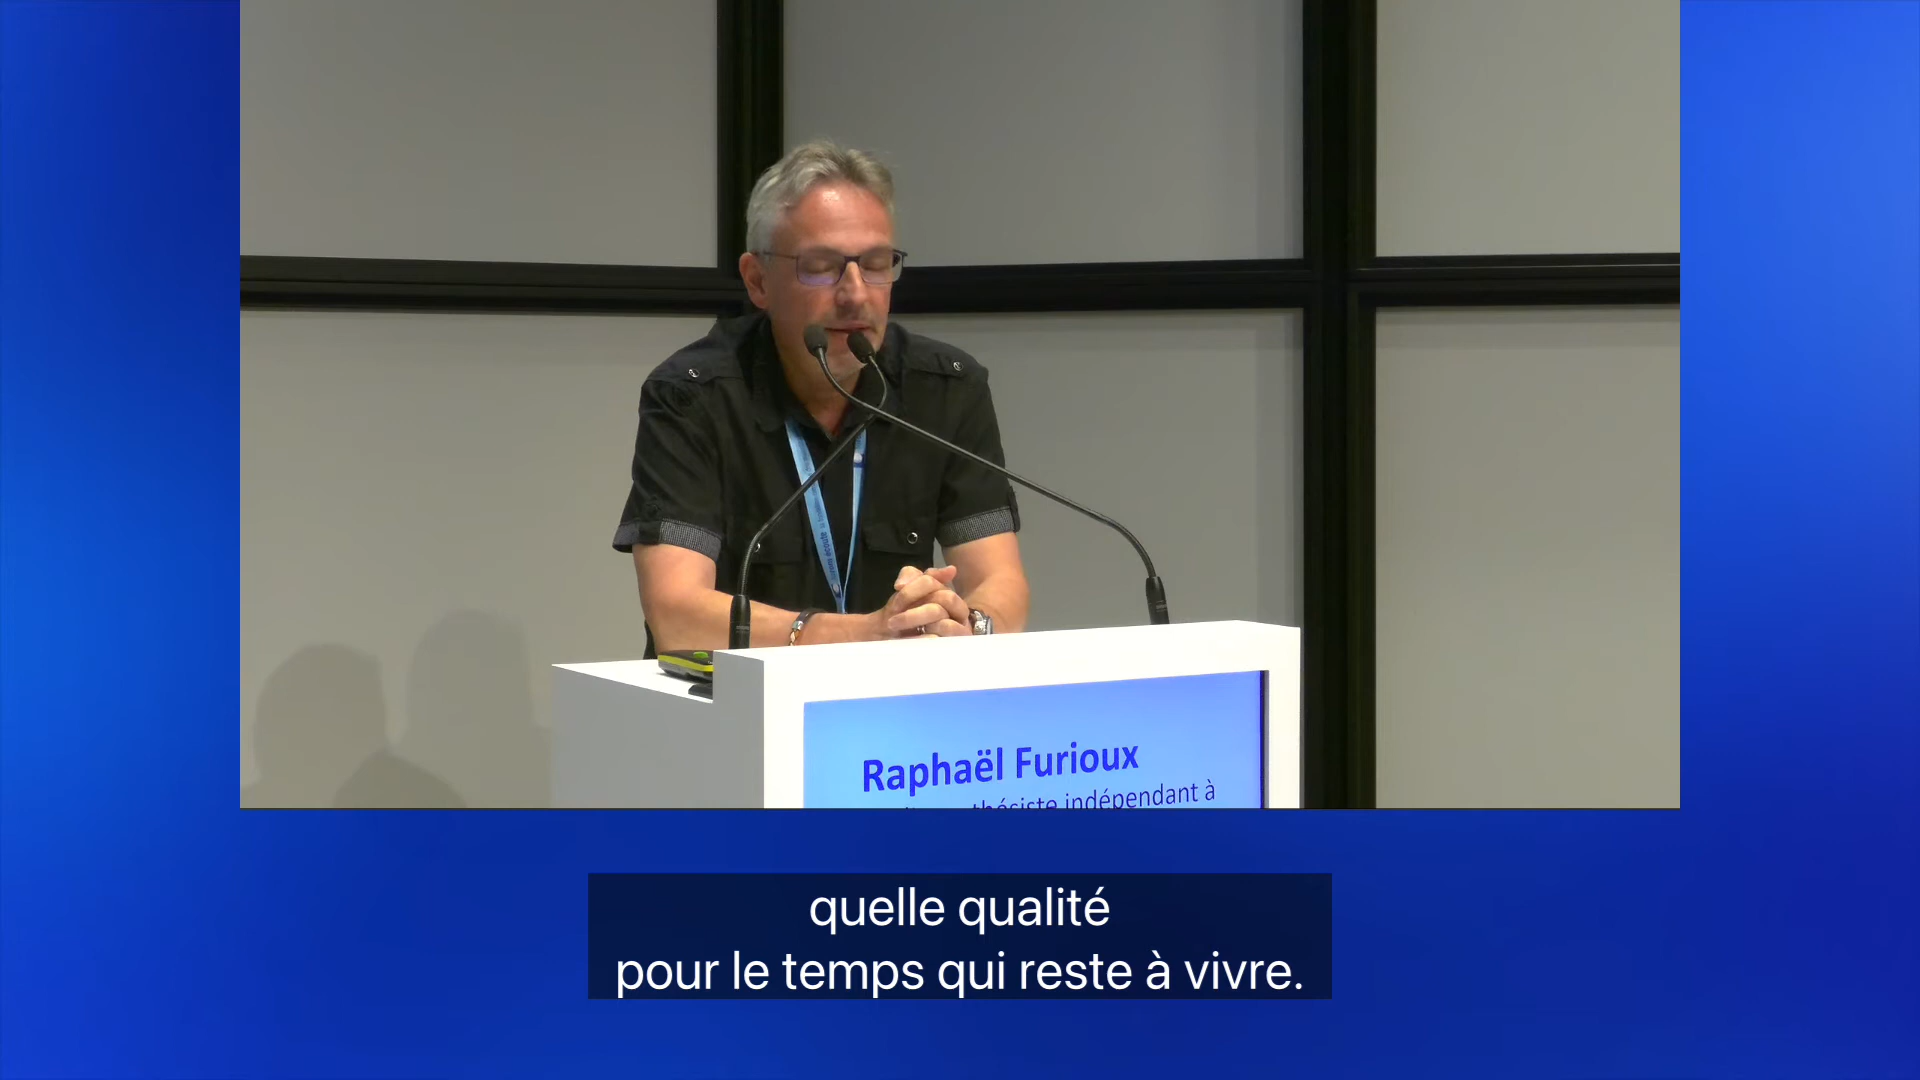 Raphaël Furioux
indépendant à
quelle qualité
pour le temps qui reste à vivre.